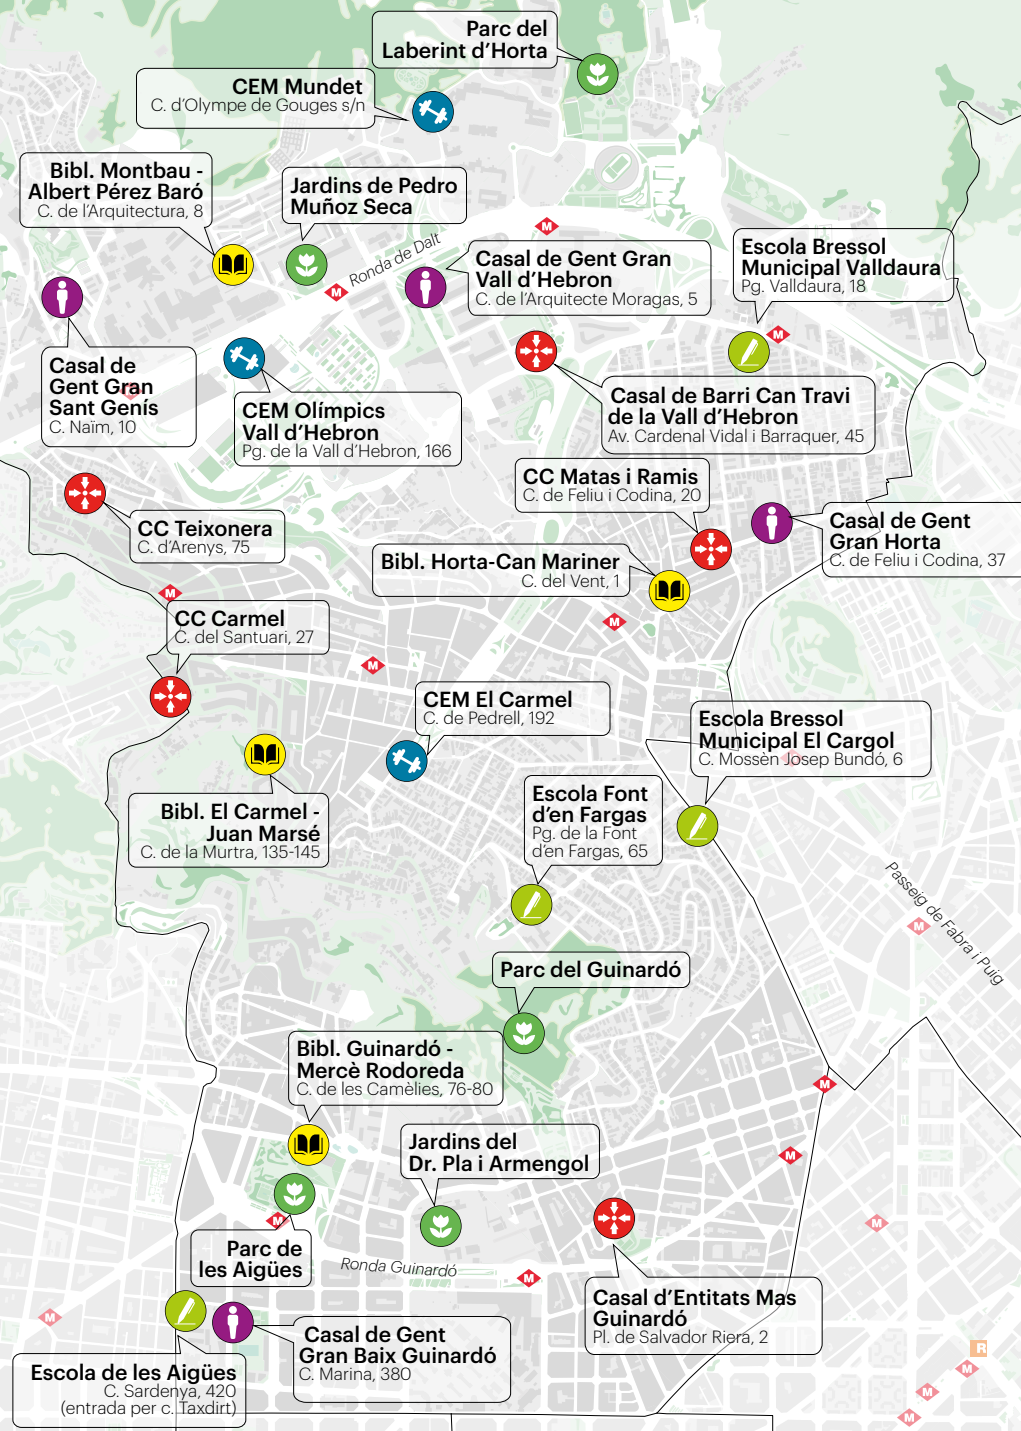 Parc del
Laberint d'Horta
CEM Mundet
C. d'Olympe de Gouges s/n
Bibl. Montbau -
Albert Pérez Baró
C. de l'Arquitectura, 8
Jardins de Pedro
Muñoz Seca
Ronda de Dalt
M
M
Casal de Gent Gran
Vall d'Hebron
C. de l'Arquitecte Moragas, 5
Escola Bressol
Municipal Valldaura
Pg. Valldaura, 18
M
Casal de
Gent Gran
Sant Genís
C. Naïm, 10
CEM Olímpics
Vall d'Hebron
Pg. de la Vall d'Hebron, 166
Casal de Barri Can Travi
de la Vall d'Hebron
Av. Cardenal Vidal i Barraquer, 45
CC Matas i Ramis
C. de Feliu i Codina, 20
CC Teixonera
C. d'Arenys, 75
Casal de Gent
Gran Horta
C. de Feliu i Codina, 37
Bibl. Horta-Can Mariner
C. del Vent, 1
M
M
CC Carmel
C. del Santuari, 27
M
CEM El Carmel
C. de Pedrell, 192
Escola Bressol
Municipal El Cargol
C. Mossèn Josep Bundó, 6
Escola Font
d'en Fargas
Pg. de la Font
d'en Fargas, 65
Bibl. El Carmel -
Juan Marsé
C. de la Murtra, 135-145
Passeig de Fabra i Puig
M
Parc del Guinardó
Bibl. Guinardó -
Mercè Rodoreda
C. de les Camèlies, 76-80
M
Jardins del
Dr. Pla i Armengol
M
M
M
Parc de
les Aigües
Ronda Guinardó
M
Casal d'Entitats Mas
Guinardó
Pl. de Salvador Riera, 2
M
Casal de Gent
Gran Baix Guinardó
C. Marina, 380
Escola de les Aigües
C. Sardenya, 420
(entrada per c. Taxdirt)
R
M
M
M